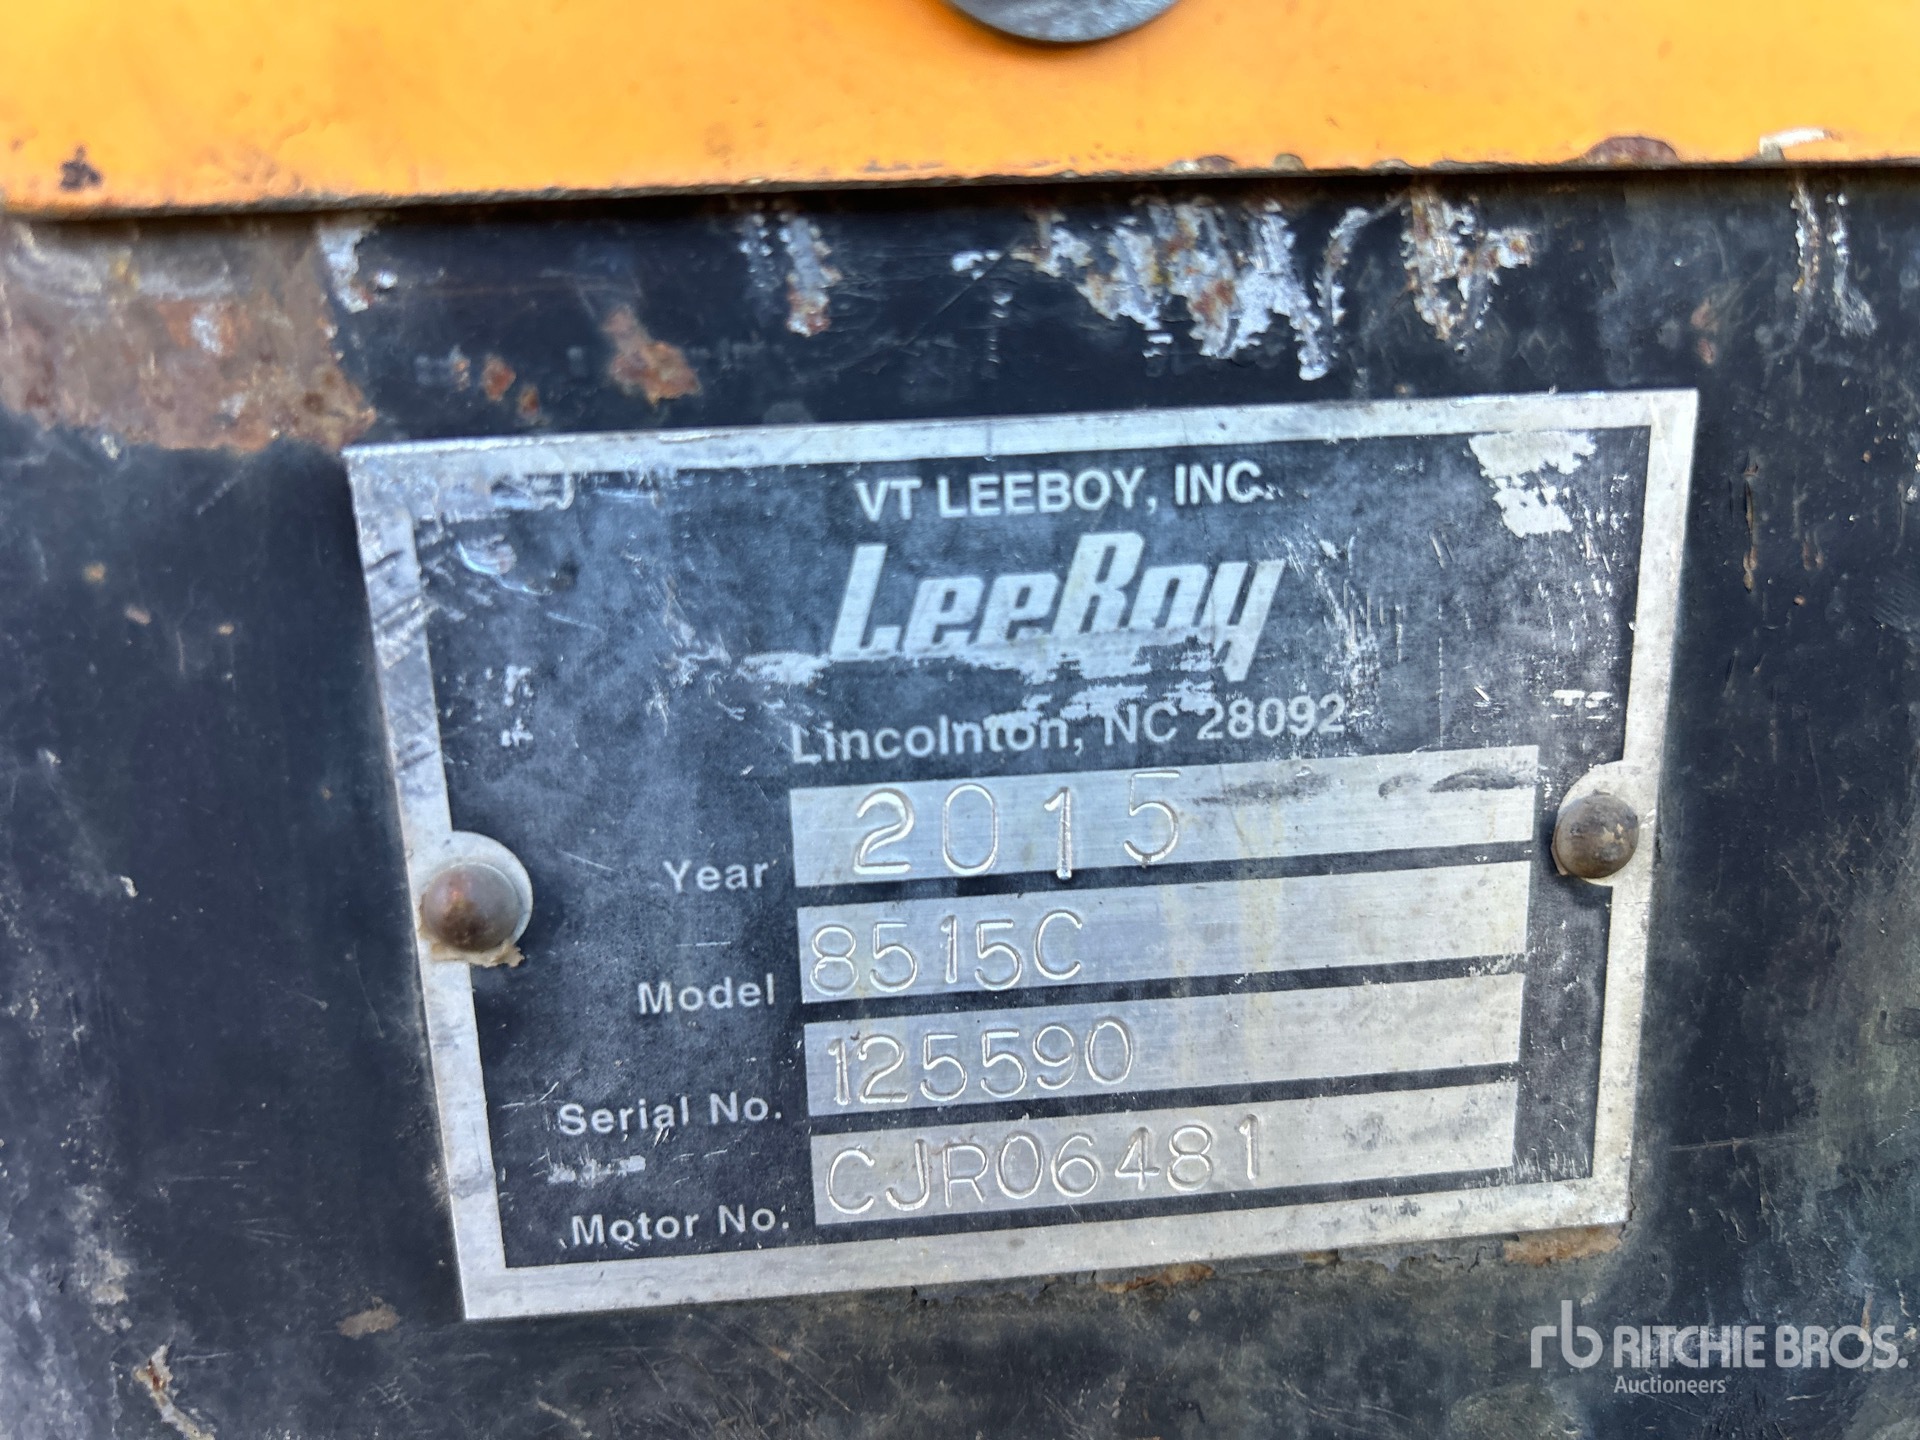 VT LEEBOY, INC.
LeeBoy
Lincolnton, NC 28092
Year 2015
Model 8515C
Serial No. 125590
Motor No. CJR06481
rb RITCHIE BROS.
Auctioneers